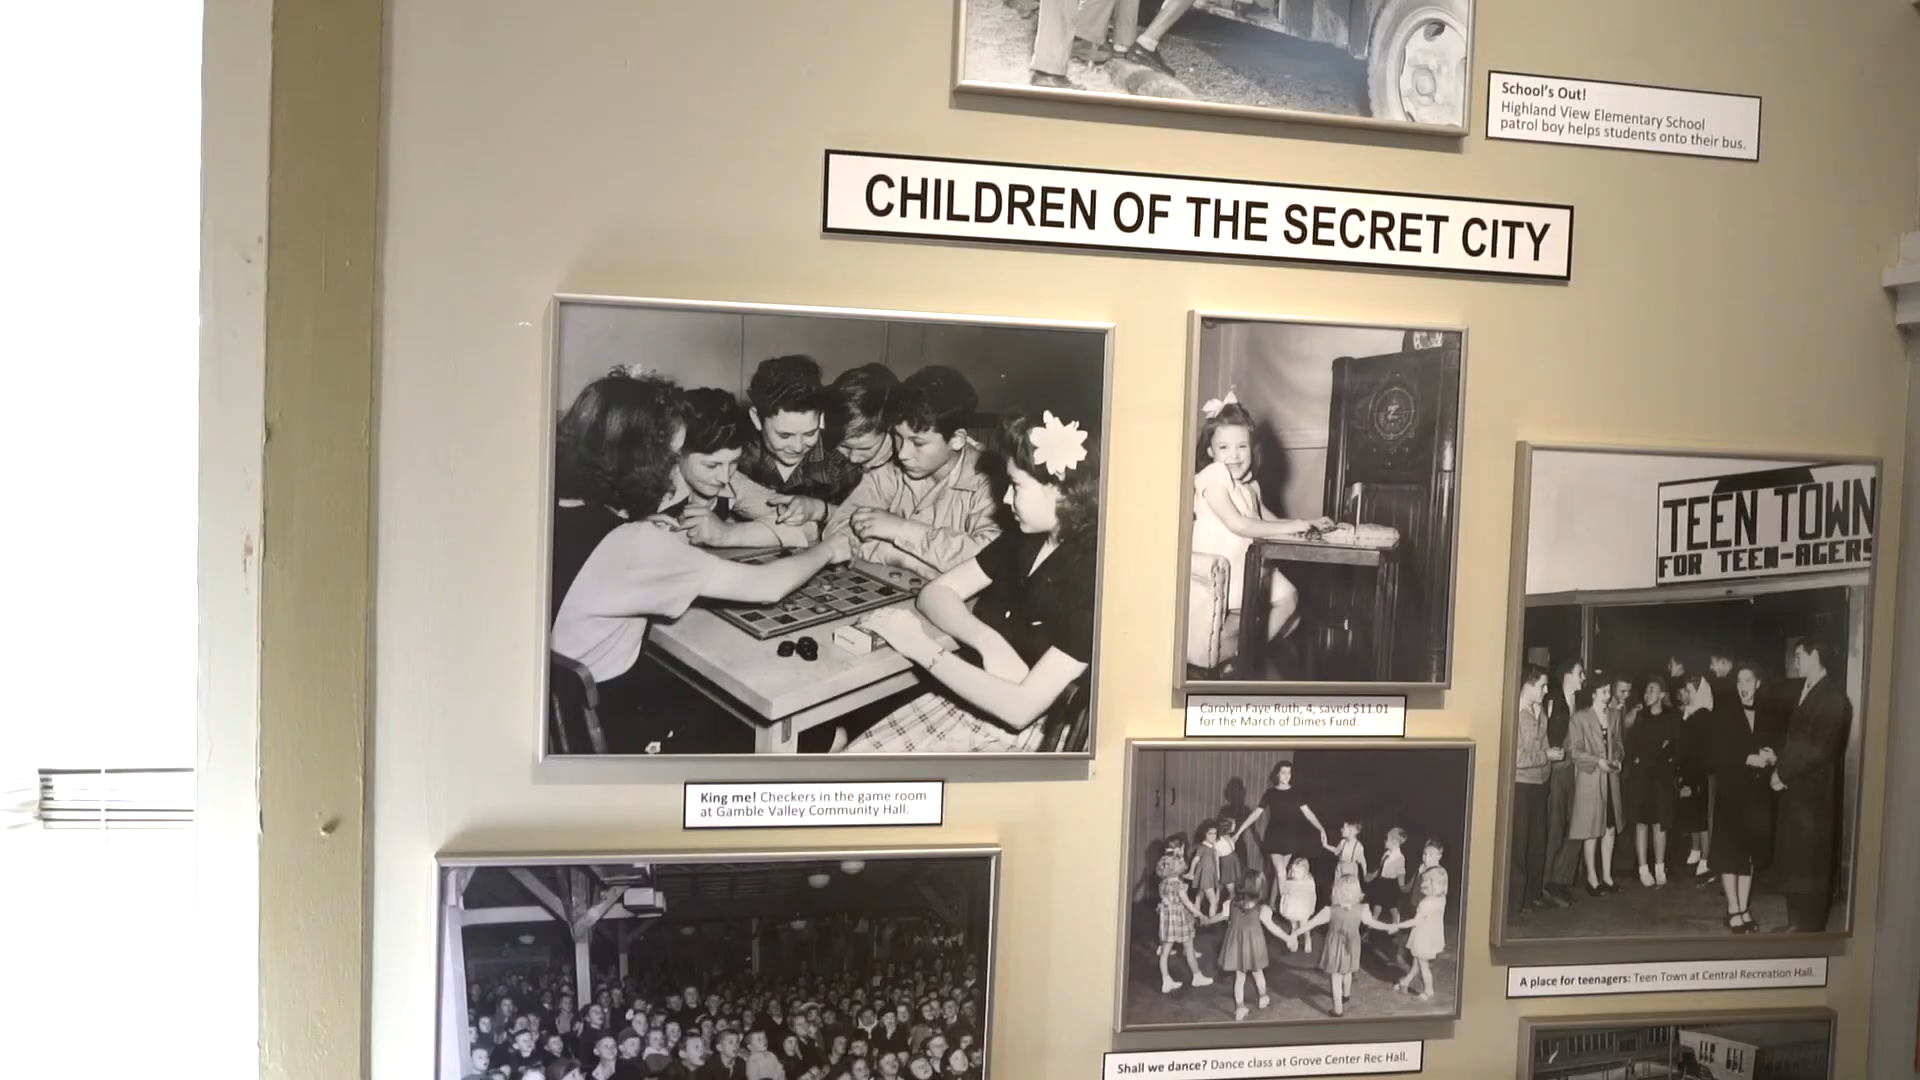 School's Out!
Highland View Elementary School
patrol boy helps students onto their bus.
CHILDREN OF THE SECRET CITY
TEEN TOWN
FOR TEEN-AGERS
Carolyn Faye Ruth, 4, saved $11.01
for the March of Dimes Fund.
King me! Checkers in the game room
at Gamble Valley Community Hall.
A place for teenagers: Teen Town at Central Recreation Hall.
Shall we dance? Dance class at Grove Center Rec Hall.